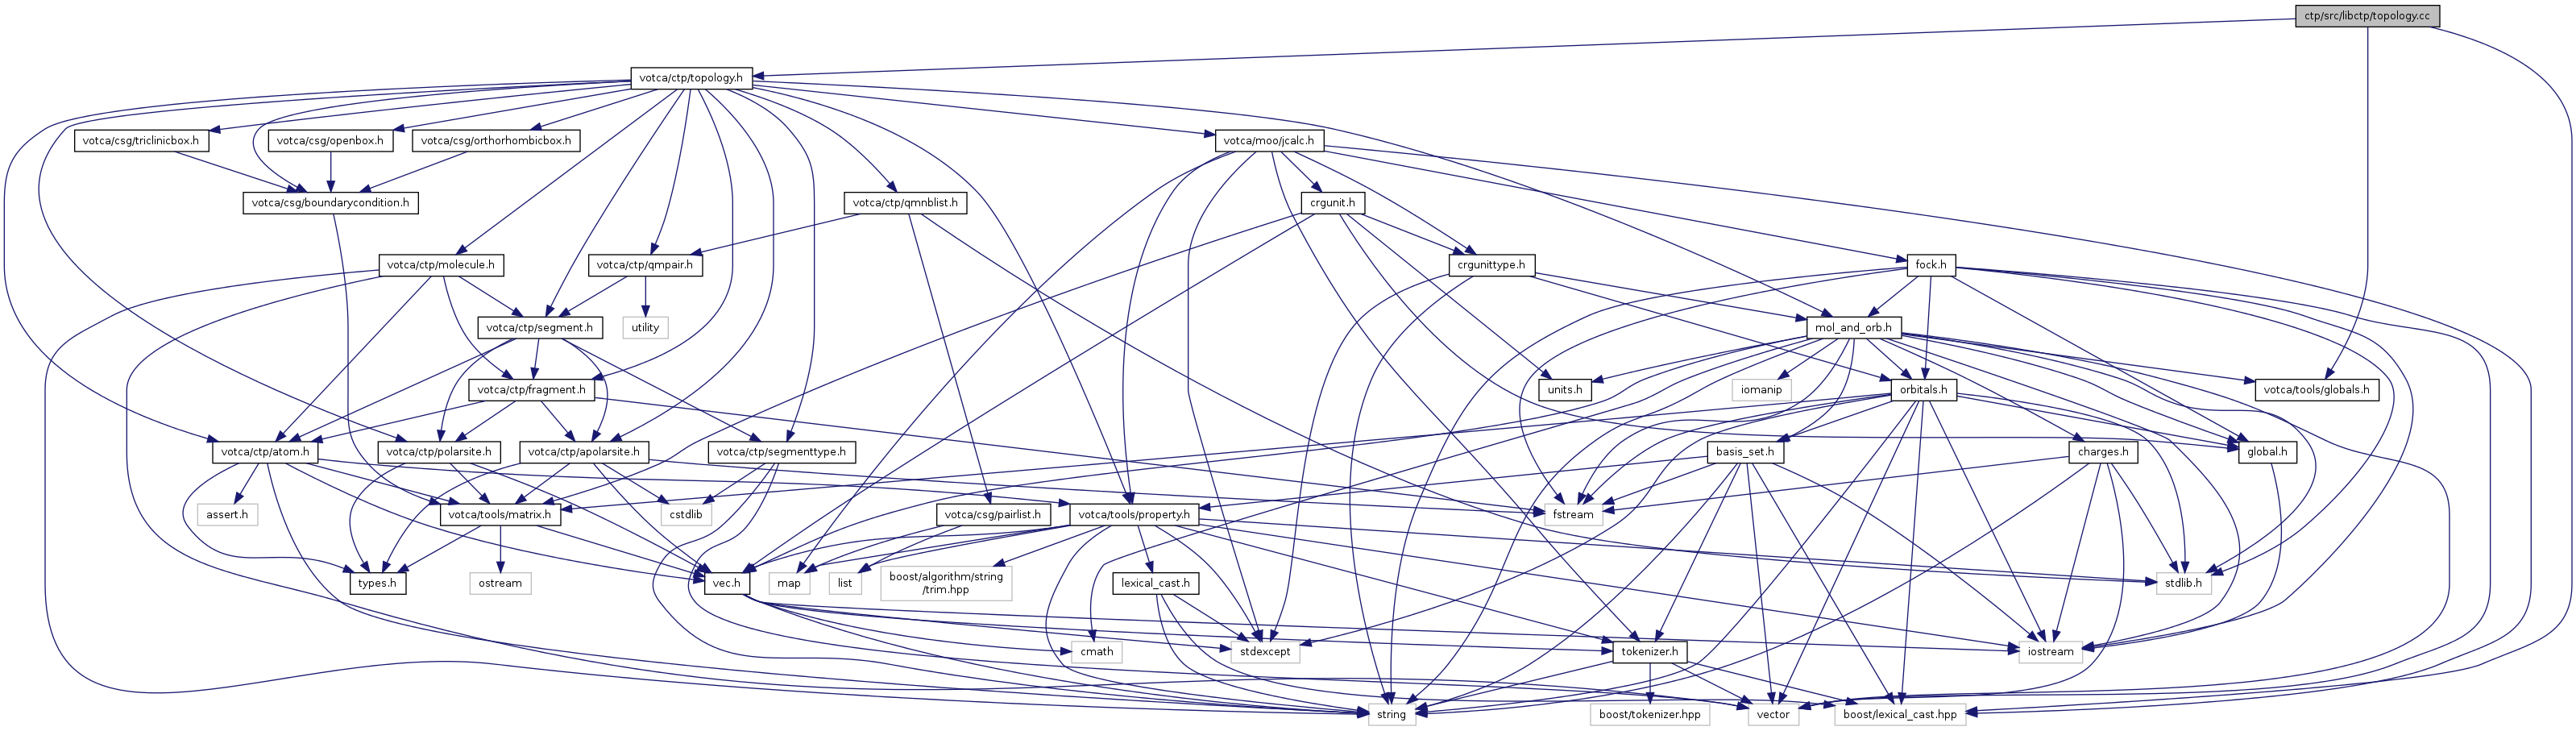 ctp/src/libctp/topology.cc
votca/ctp/topology.h
votca/csg/triclinicbox.h
votca/csg/openbox.h
votca/csg/orthorhombicbox.h
votca/moo/jcalc.h
votca/csg/boundarycondition.h
votca/ctp/qmnblist.h
crgunit.h
votca/ctp/molecule.h
votca/ctp/qmpair.h
crgunittype.h
fock.h
votca/ctp/segment.h
utility
mol_and_orb.h
votca/ctp/fragment.h
units.h
iomanip
orbitals.h
votca/tools/globals.h
votca/ctp/atom.h
votca/ctp/polarsite.h
votca/ctp/apolarsite.h
votca/ctp/segmenttype.h
basis_set.h
charges.h
global.h
assert.h
votca/tools/matrix.h
cstdlib
votca/csg/pairlist.h
votca/tools/property.h
fstream
types.h
ostream
vec.h
map
list
boost/algorithm/string
/trim.hpp
lexical_cast.h
stdlib.h
cmath
stdexcept
tokenizer.h
iostream
string
boost/tokenizer.hpp
vector
boost/lexical_cast.hpp